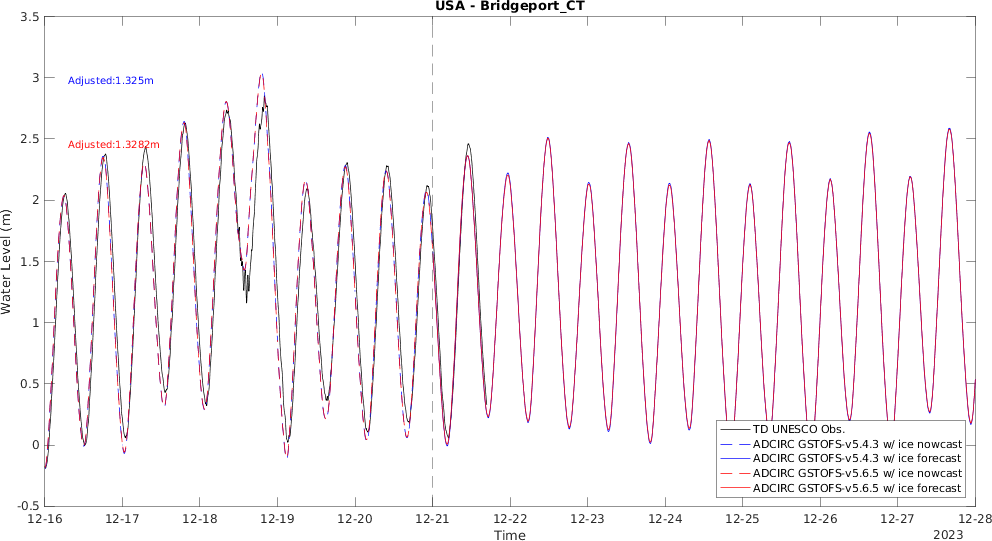 USA - Bridgeport_CT
3.5
3
2.5
2
1.5
1
0.5
0
-0.5
Water Level (m)
Adjusted:1.325m
Adjusted:1.3282m
TD UNESCO Obs.
ADCIRC GSTOFS-v5.4.3 w/ ice nowcast
ADCIRC GSTOFS-v5.4.3 w/ ice forecast
ADCIRC GSTOFS-v5.6.5 w/ ice nowcast
ADCIRC GSTOFS-v5.6.5 w/ ice forecast
12-16 12-17 12-18 12-19 12-20 12-21 12-22 12-23 12-24 12-25 12-26 12-27 12-28
Time
2023